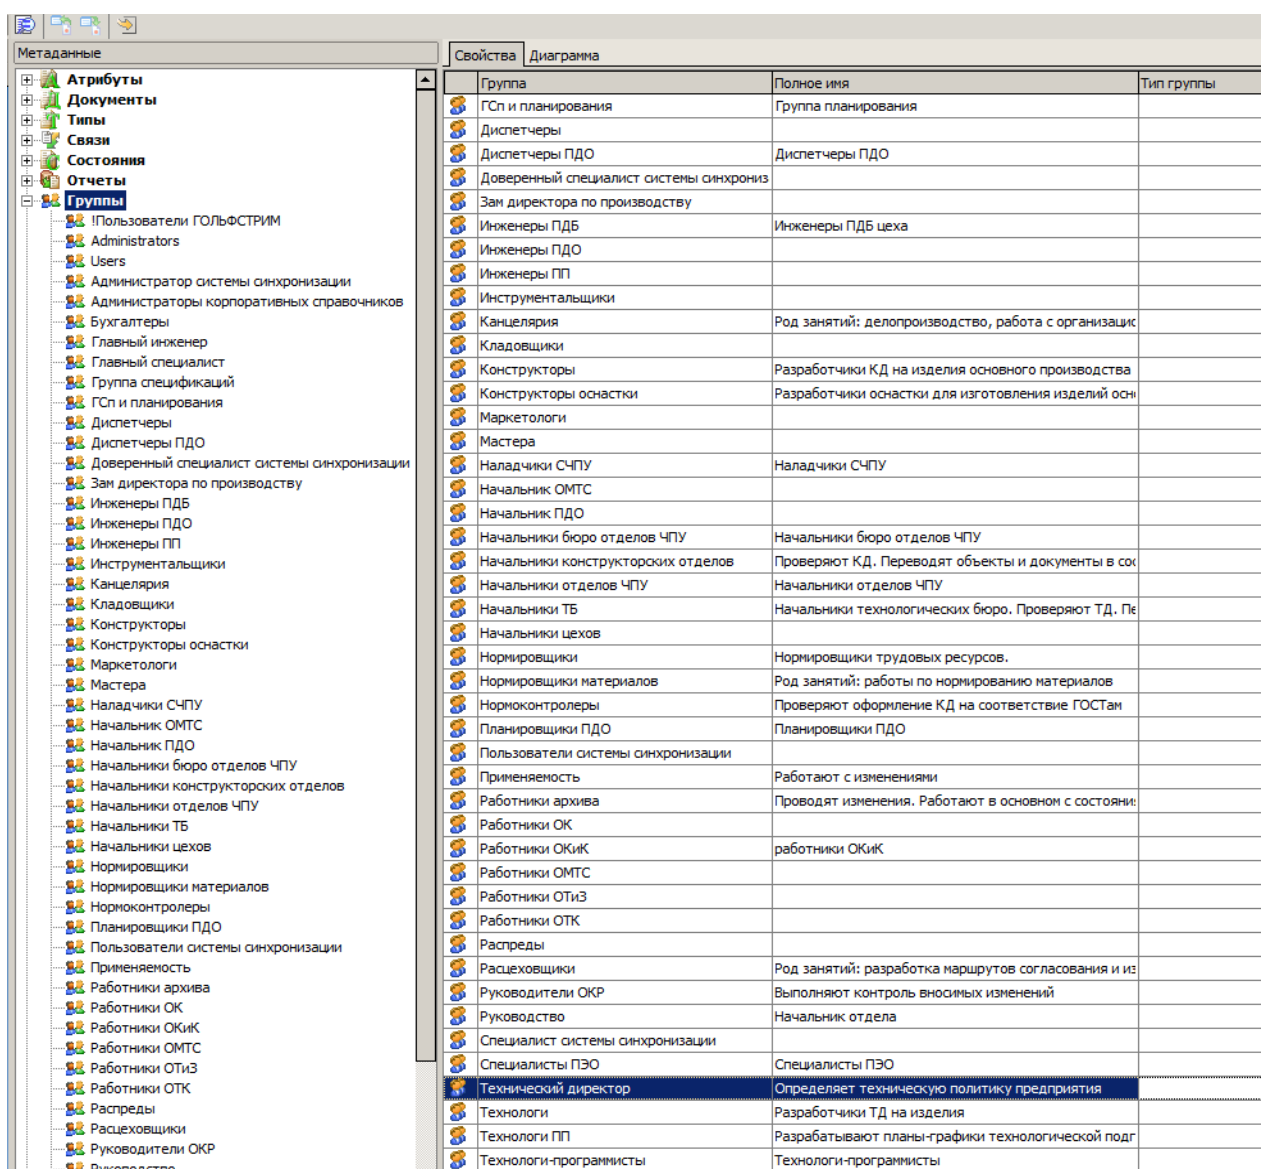 Метаданные
Атрибуты
Документы
Типы
Связи
Состояния
Отчеты
Группы
!Пользователи ГОЛЬФСТРИМ
Administrators
Users
Администратор системы синхронизации
Администраторы корпоративных справочников
Бухгалтеры
Главный инженер
Главный специалист
Группа спецификаций
ГСп и планирования
Диспетчеры
Диспетчеры ПДО
Доверенный специалист системы синхронизации
Зам директора по производству
Инженеры ПДБ
Инженеры ПДО
Инженеры ПП
Инструментальщики
Канцелярия
Кладовщики
Конструкторы
Конструкторы оснастки
Маркетологи
Мастера
Наладчики СЧПУ
Начальник ОМТС
Начальник ПДО
Начальники бюро отделов ЧПУ
Начальники конструкторских отделов
Начальники отделов ЧПУ
Начальники ТБ
Начальники цехов
Нормировщики
Нормировщики материалов
Нормоконтролеры
Планировщики ПДО
Пользователи системы синхронизации
Применяемость
Работники архива
Работники ОК
Работники ОКиК
Работники ОМТС
Работники ОТиЗ
Работники ОТК
Распреды
Расцеховщики
Руководители ОКР
Руководство
Свойства Диаграмма
Группа Полное имя Тип группы
ГСп и планирования Группа планирования
Диспетчеры
Диспетчеры ПДО Диспетчеры ПДО
Доверенный специалист системы синхрониз
Зам директора по производству
Инженеры ПДБ Инженеры ПДБ цеха
Инженеры ПДО
Инженеры ПП
Инструментальщики
Канцелярия Род занятий: делопроизводство, работа с организацио
Кладовщики
Конструкторы Разработчики КД на изделия основного производства
Конструкторы оснастки Разработчики оснастки для изготовления изделий осн
Маркетологи
Мастера
Наладчики СЧПУ Наладчики СЧПУ
Начальник ОМТС
Начальник ПДО
Начальники бюро отделов ЧПУ Начальники бюро отделов ЧПУ
Начальники конструкторских отделов Проверяют КД. Переводят объекты и документы в сос
Начальники отделов ЧПУ Начальники отделов ЧПУ
Начальники ТБ Начальники технологических бюро. Проверяют ТД. Пе
Начальники цехов
Нормировщики Нормировщики трудовых ресурсов.
Нормировщики материалов Род занятий: работы по нормированию материалов
Нормоконтролеры Проверяют оформление КД на соответствие ГОСТам
Планировщики ПДО Планировщики ПДО
Пользователи системы синхронизации
Применяемость Работают с изменениями
Работники архива Проводят изменения. Работают в основном с состояни
Работники ОК
Работники ОКиК работники ОКиК
Работники ОМТС
Работники ОТиЗ
Работники ОТК
Распреды
Расцеховщики Род занятий: разработка маршрутов согласования и из
Руководители ОКР Выполняют контроль вносимых изменений
Руководство Начальник отдела
Специалист системы синхронизации
Специалисты ПЭО Специалисты ПЭО
Технический директор Определяет техническую политику предприятия
Технологи Разработчики ТД на изделия
Технологи ПП Разрабатывают планы-графики технологической подг
Технологи-программисты Технологи-программисты